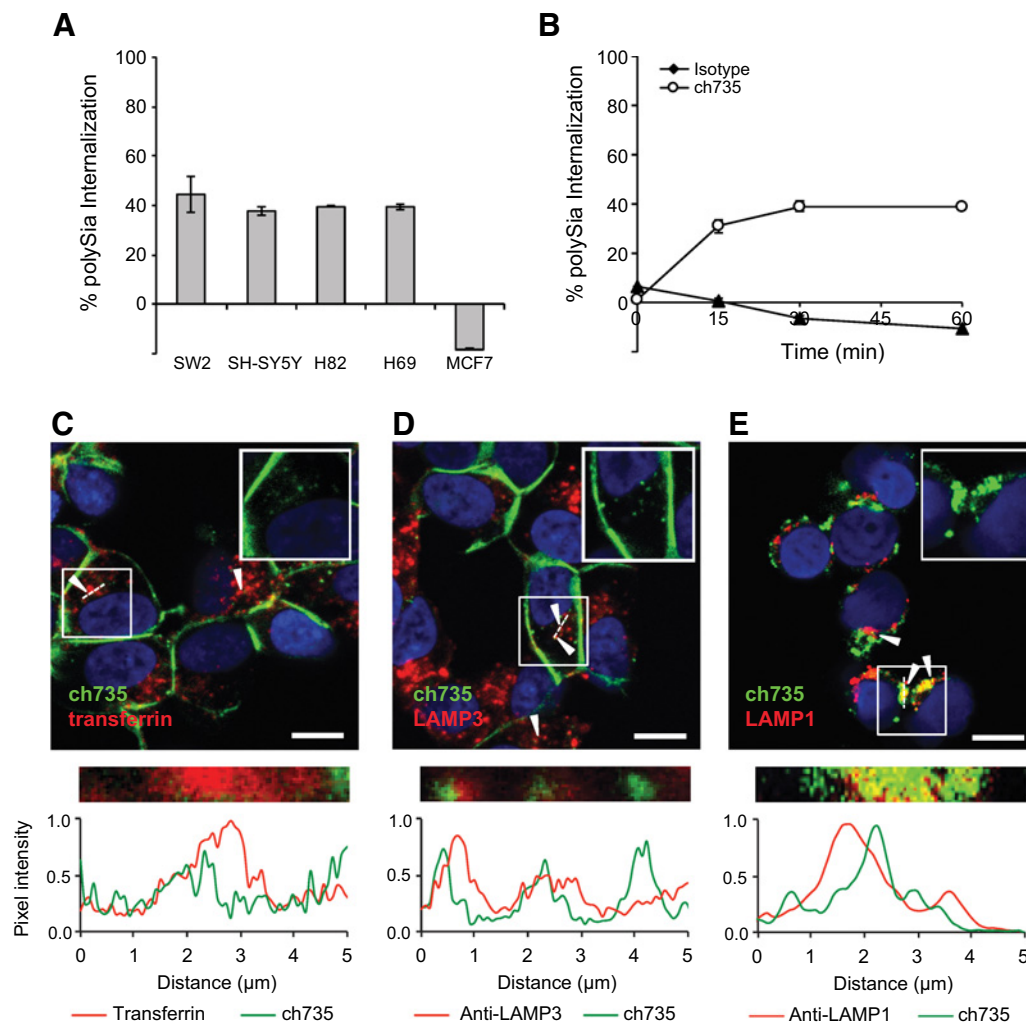 A
% polySia Internalization
100
80
60
40
20
0
SW2 SH-SY5Y H82 H69 MCF7
B
% polySia Internalization
100
80
60
40
20
0
Isotype
ch735
0 15 30 45 60
Time (min)
C
ch735
transferrin
D
ch735
LAMP3
E
ch735
LAMP1
Pixel intensity
1.0
0.5
0.0
0 1 2 3 4 5
Distance (µm)
Transferrin ch735
1.0
0.5
0.0
0 1 2 3 4 5
Distance (µm)
Anti-LAMP3 ch735
1.0
0.5
0.0
0 1 2 3 4 5
Distance (µm)
Anti-LAMP1 ch735